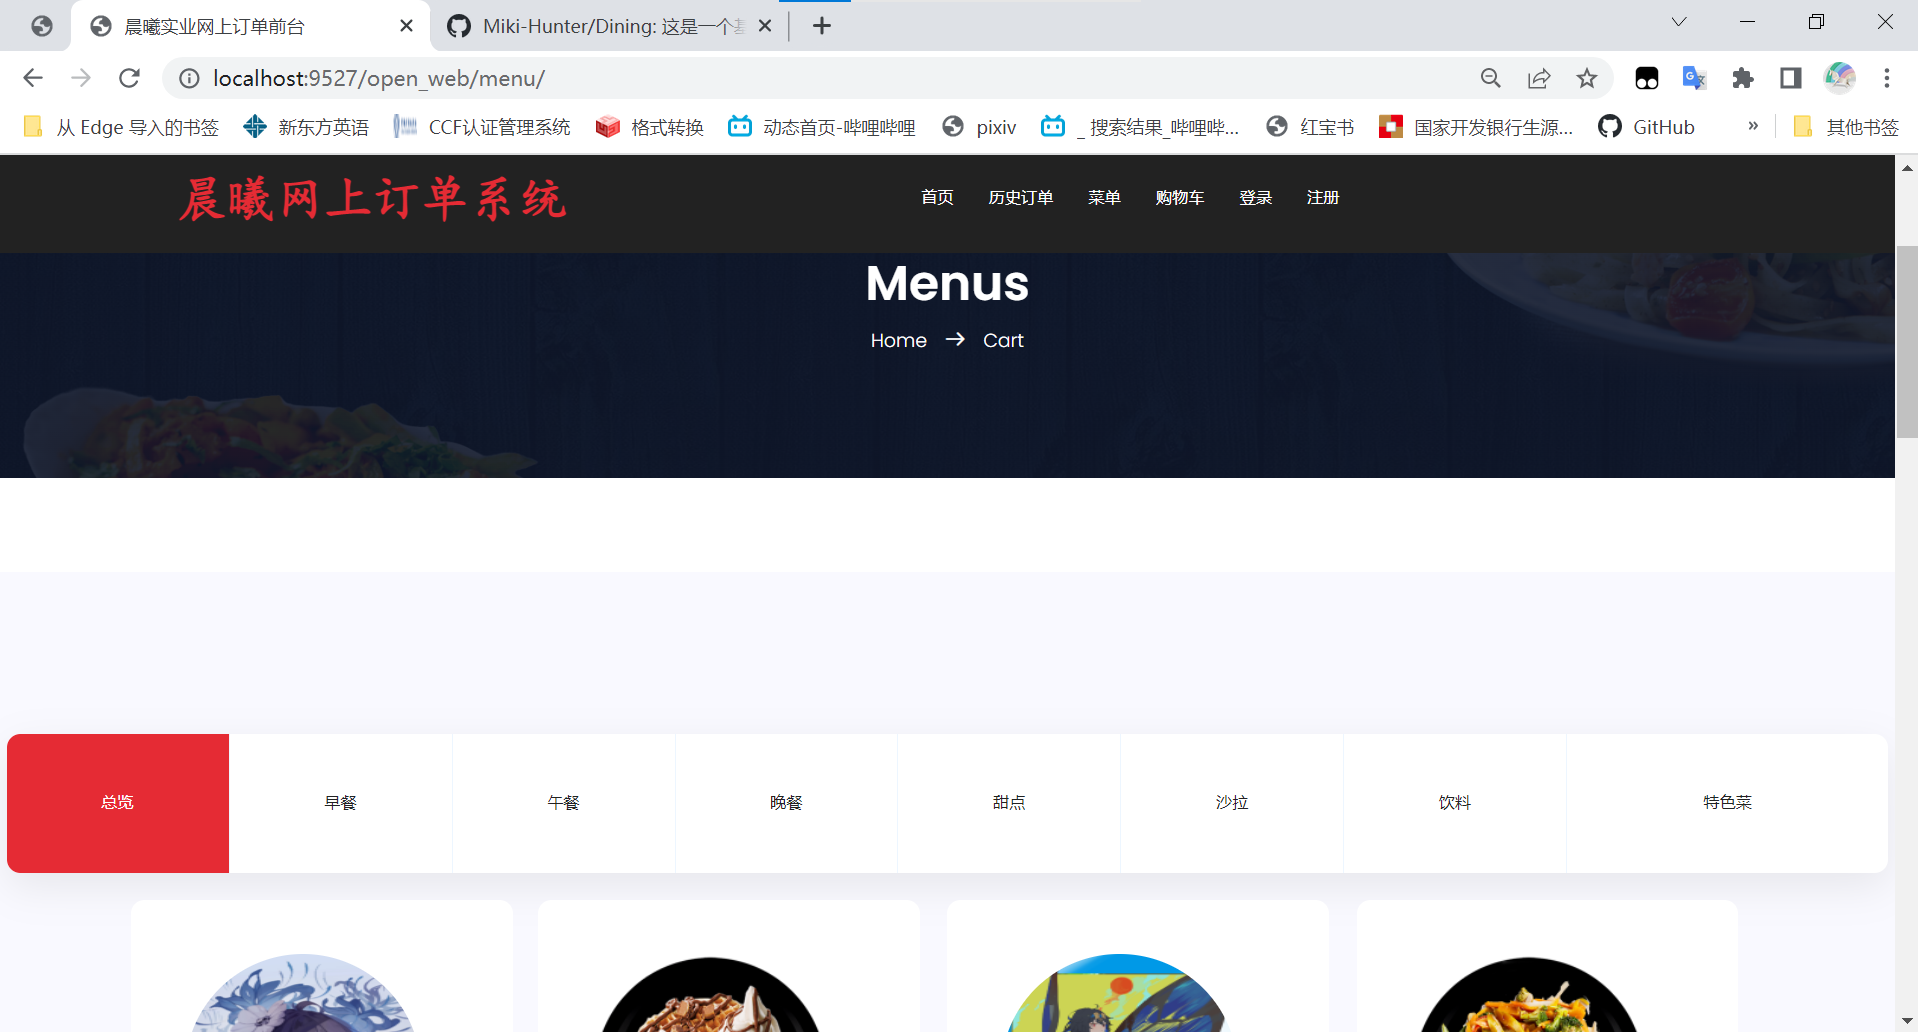 晨曦实业网上订单前台
Miki-Hunter/Dining: 这是一个基
localhost:9527/open_web/menu/
从 Edge 导入的书签 新东方英语 CCF认证管理系统 格式转换 动态首页-哔哩哔哩 pixiv _ 搜索结果_哔哩哔... 红宝书 国家开发银行生源... GitHub » 其他书签
晨曦网上订单系统
首页 历史订单 菜单 购物车 登录 注册
Menus
Home → Cart
总览 早餐 午餐 晚餐 甜点 沙拉 饮料 特色菜